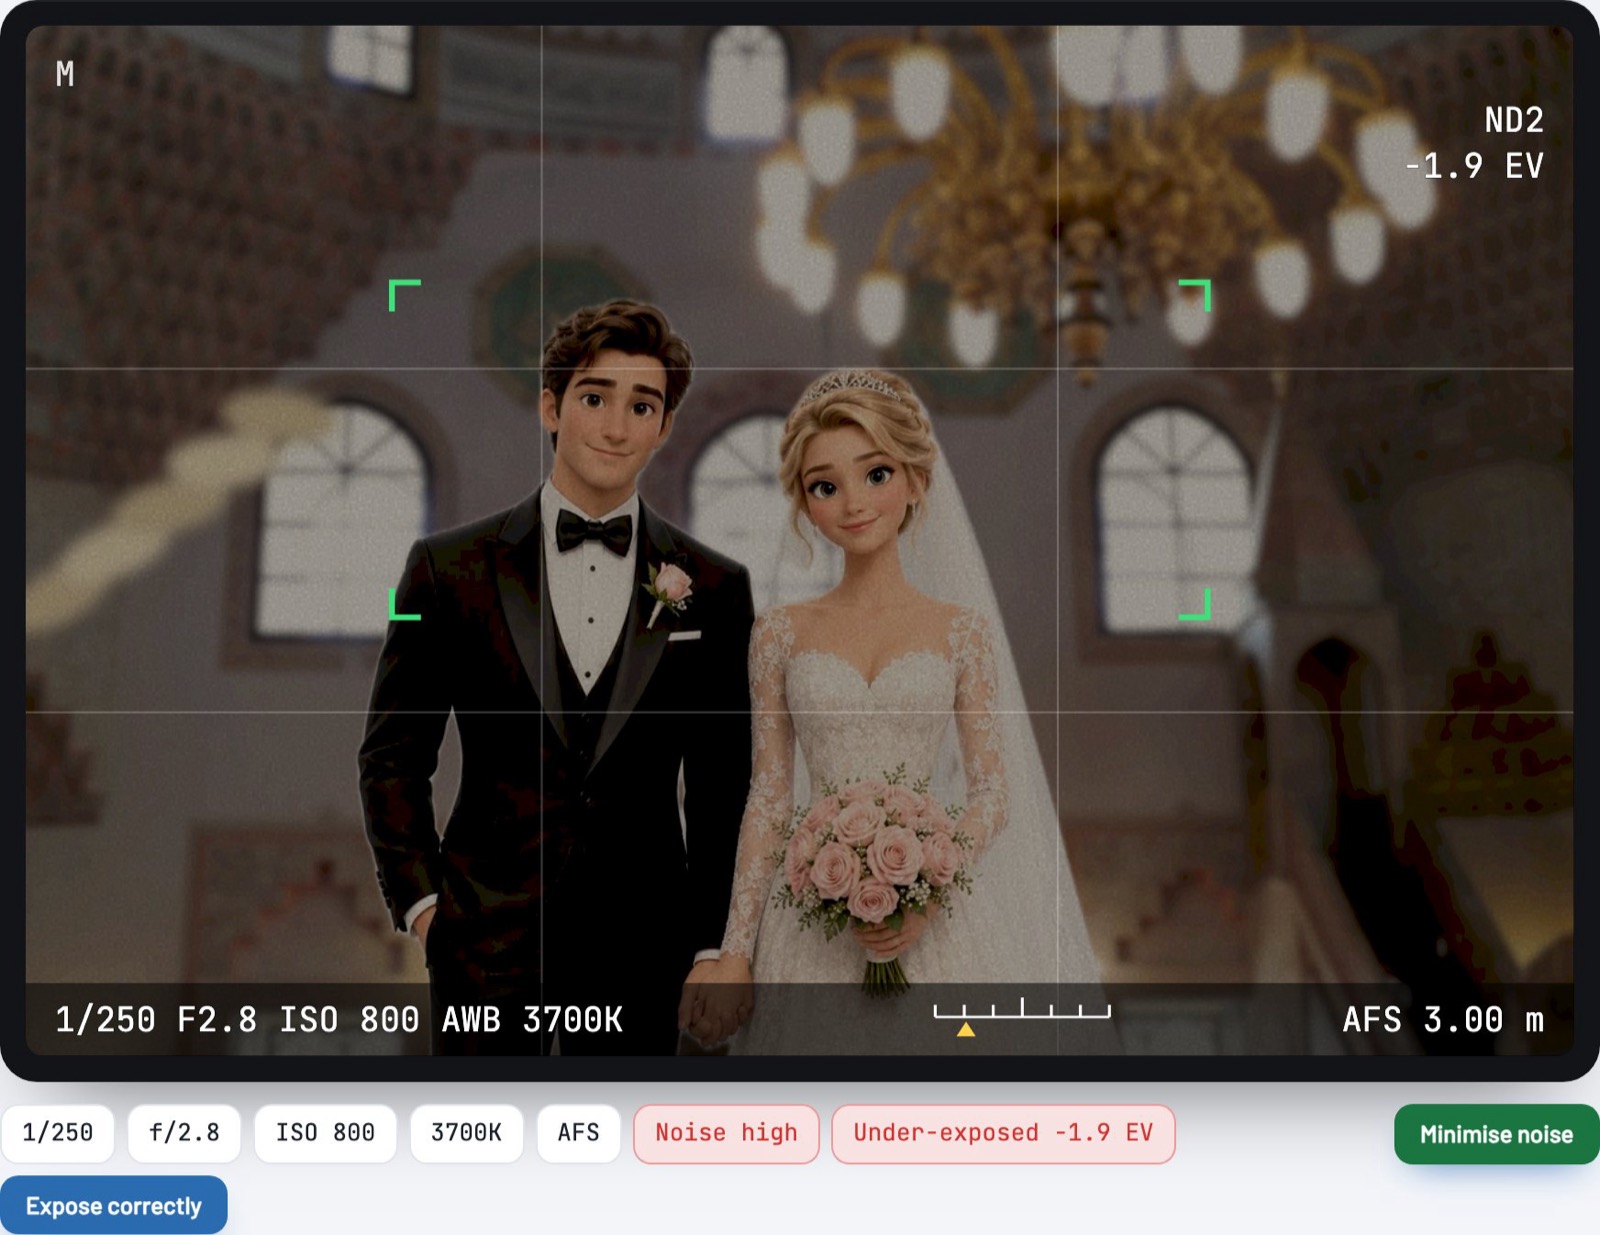 M
ND2
-1.9 EV
1/250 F2.8 ISO 800 AWB 3700K
AFS 3.00 m
1/250
f/2.8
ISO 800
3700K
AFS
Noise high
Under-exposed -1.9 EV
Minimise noise
Expose correctly